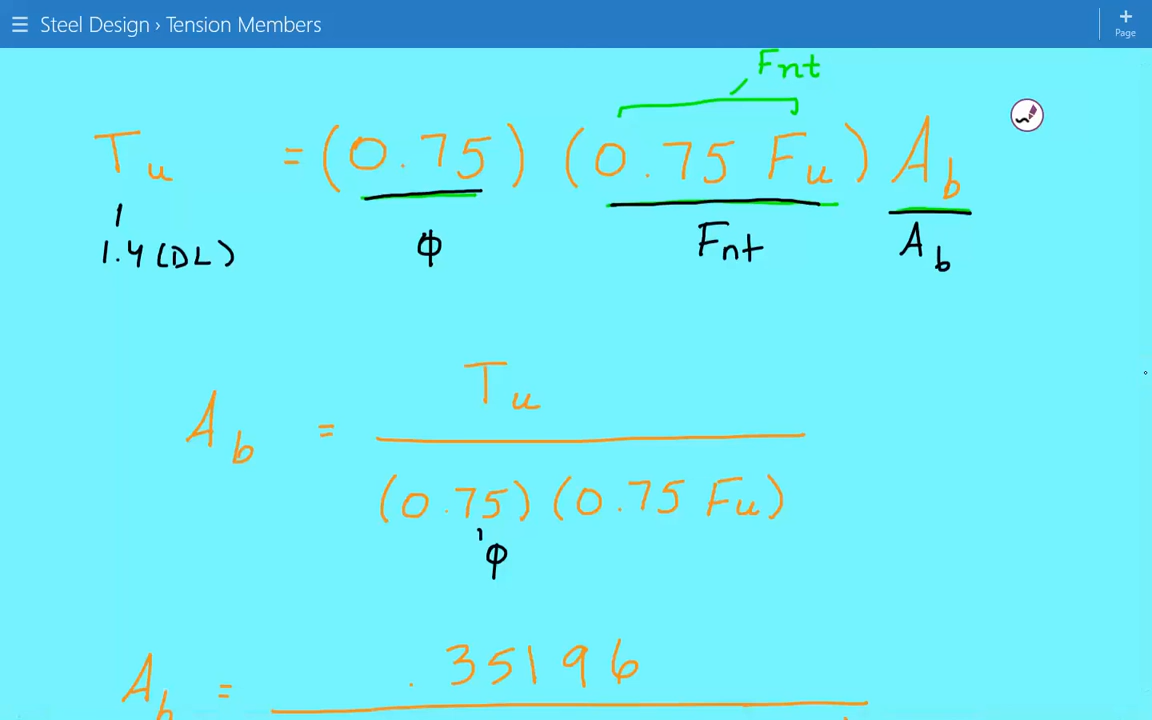 Steel Design › Tension Members
Page
Fnt
Tu = (0.75) (0.75 Fu) Ab
1.4 (DL) φ Fnt Ab
Ab = Tu
(0.75) (0.75 Fu)
φ
Ab = .35196